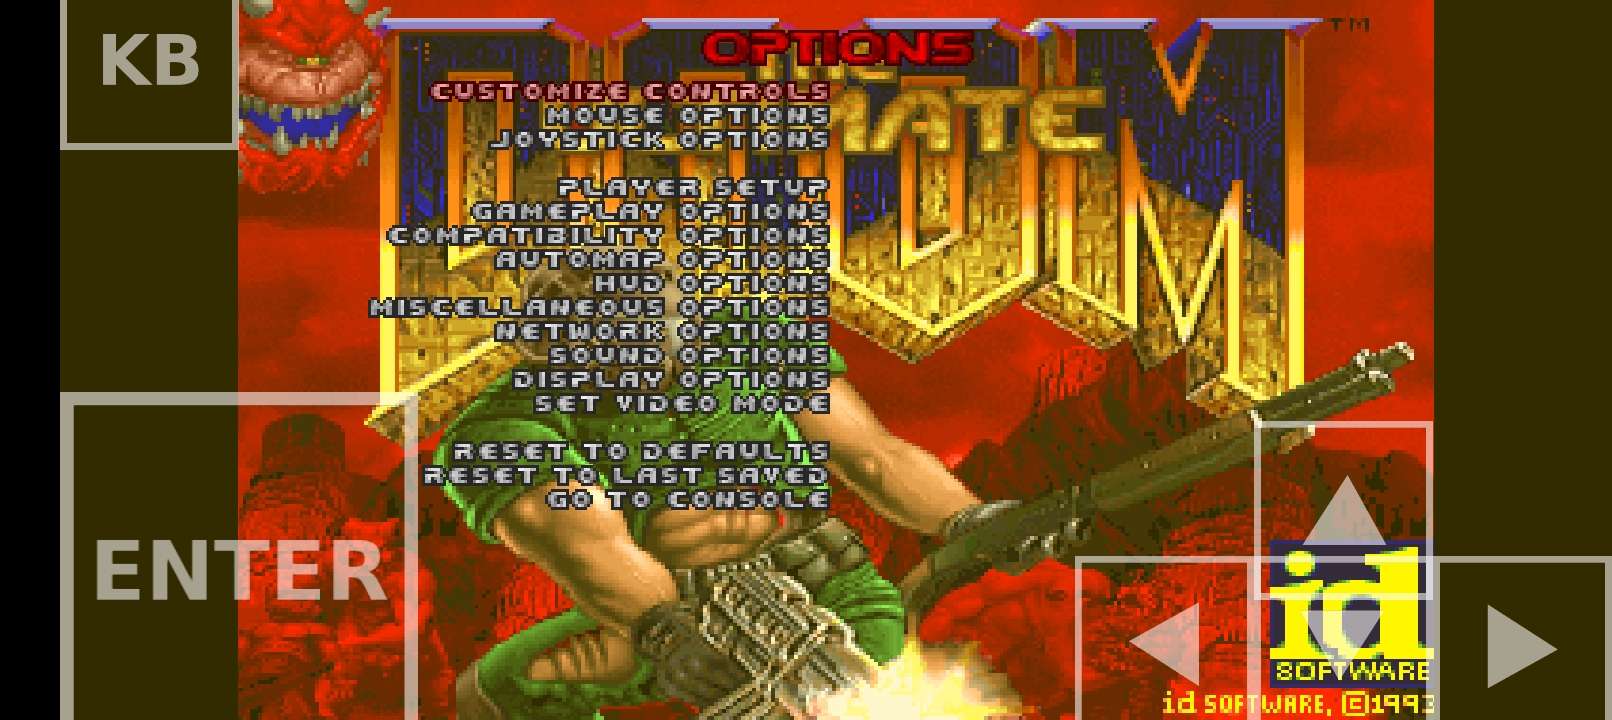 KB
™
OPTIONS
CUSTOMIZE CONTROLS
MOUSE OPTIONS
JOYSTICK OPTIONS
PLAYER SETUP
GAMEPLAY OPTIONS
COMPATIBILITY OPTIONS
AUTOMAP OPTIONS
HUD OPTIONS
MISCELLANEOUS OPTIONS
NETWORK OPTIONS
SOUND OPTIONS
DISPLAY OPTIONS
SET VIDEO MODE
RESET TO DEFAULTS
RESET TO LAST SAVED
GO TO CONSOLE
ENTER
id
SOFTWARE
id SOFTWARE, ©1993